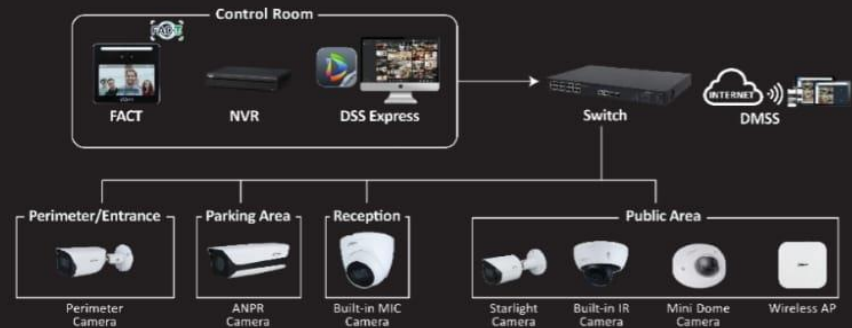 Control Room
FACT
FACT
NVR
DSS Express
Switch
INTERNET
DMSS
Perimeter/Entrance
Parking Area
Reception
Public Area
Perimeter
Camera
ANPR
Camera
Built-in MIC
Camera
Starlight
Camera
Built-in IR
Camera
Mini Dome
Camera
Wireless AP